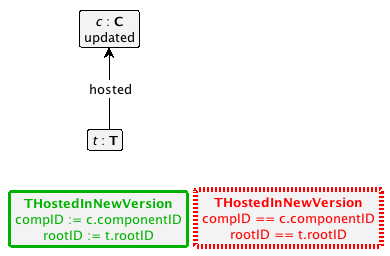 c : C
updated
hosted
t : T
THostedInNewVersion
compID := c.componentID
rootID := t.rootID
THostedInNewVersion
compID == c.componentID
rootID == t.rootID